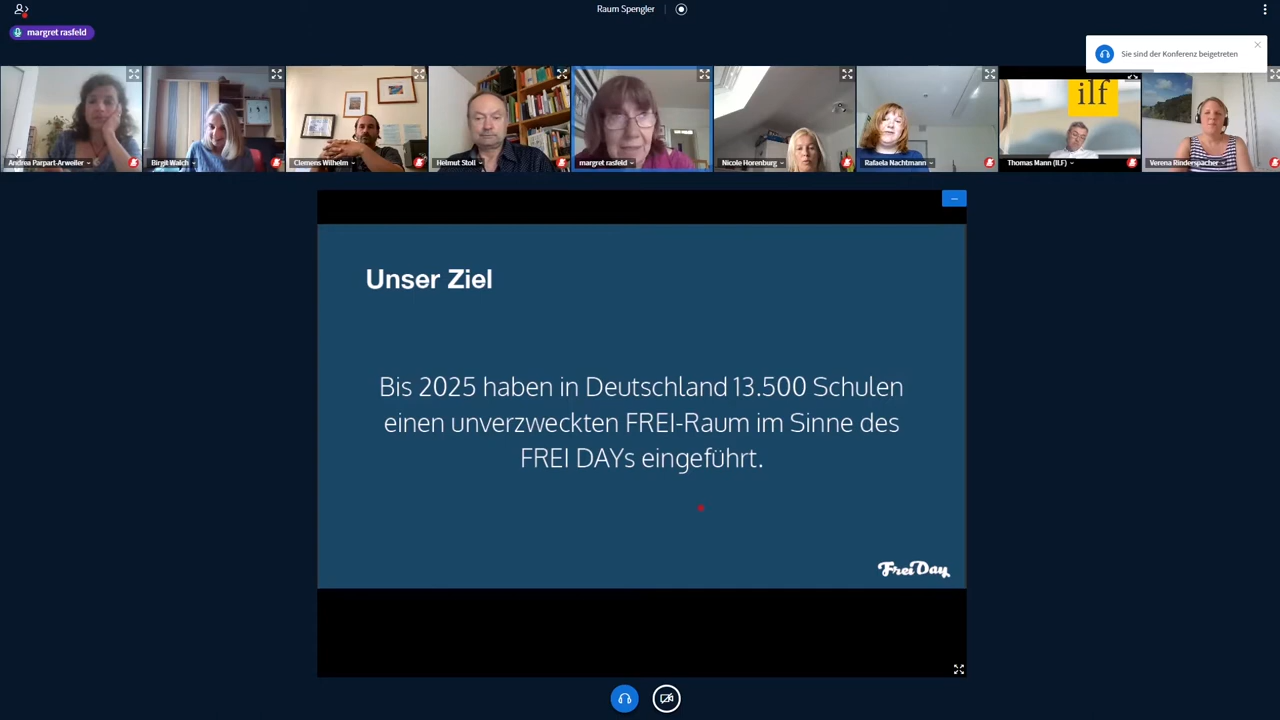 Raum Spengler
margret rasfeld
Sie sind der Konferenz beigetreten
ilf
Andrea Parpart-Arweiler
Birgit Walch
Clemens Wilhelm
Helmut Stoll
margret rasfeld
Nicole Horenburg
Rafaela Nachtmann
Thomas Mann (ILF)
Verena Rinderspacher
Unser Ziel
Bis 2025 haben in Deutschland 13.500 Schulen
einen unverzweckten FREI-Raum im Sinne des
FREI DAYs eingeführt.
Frei Day